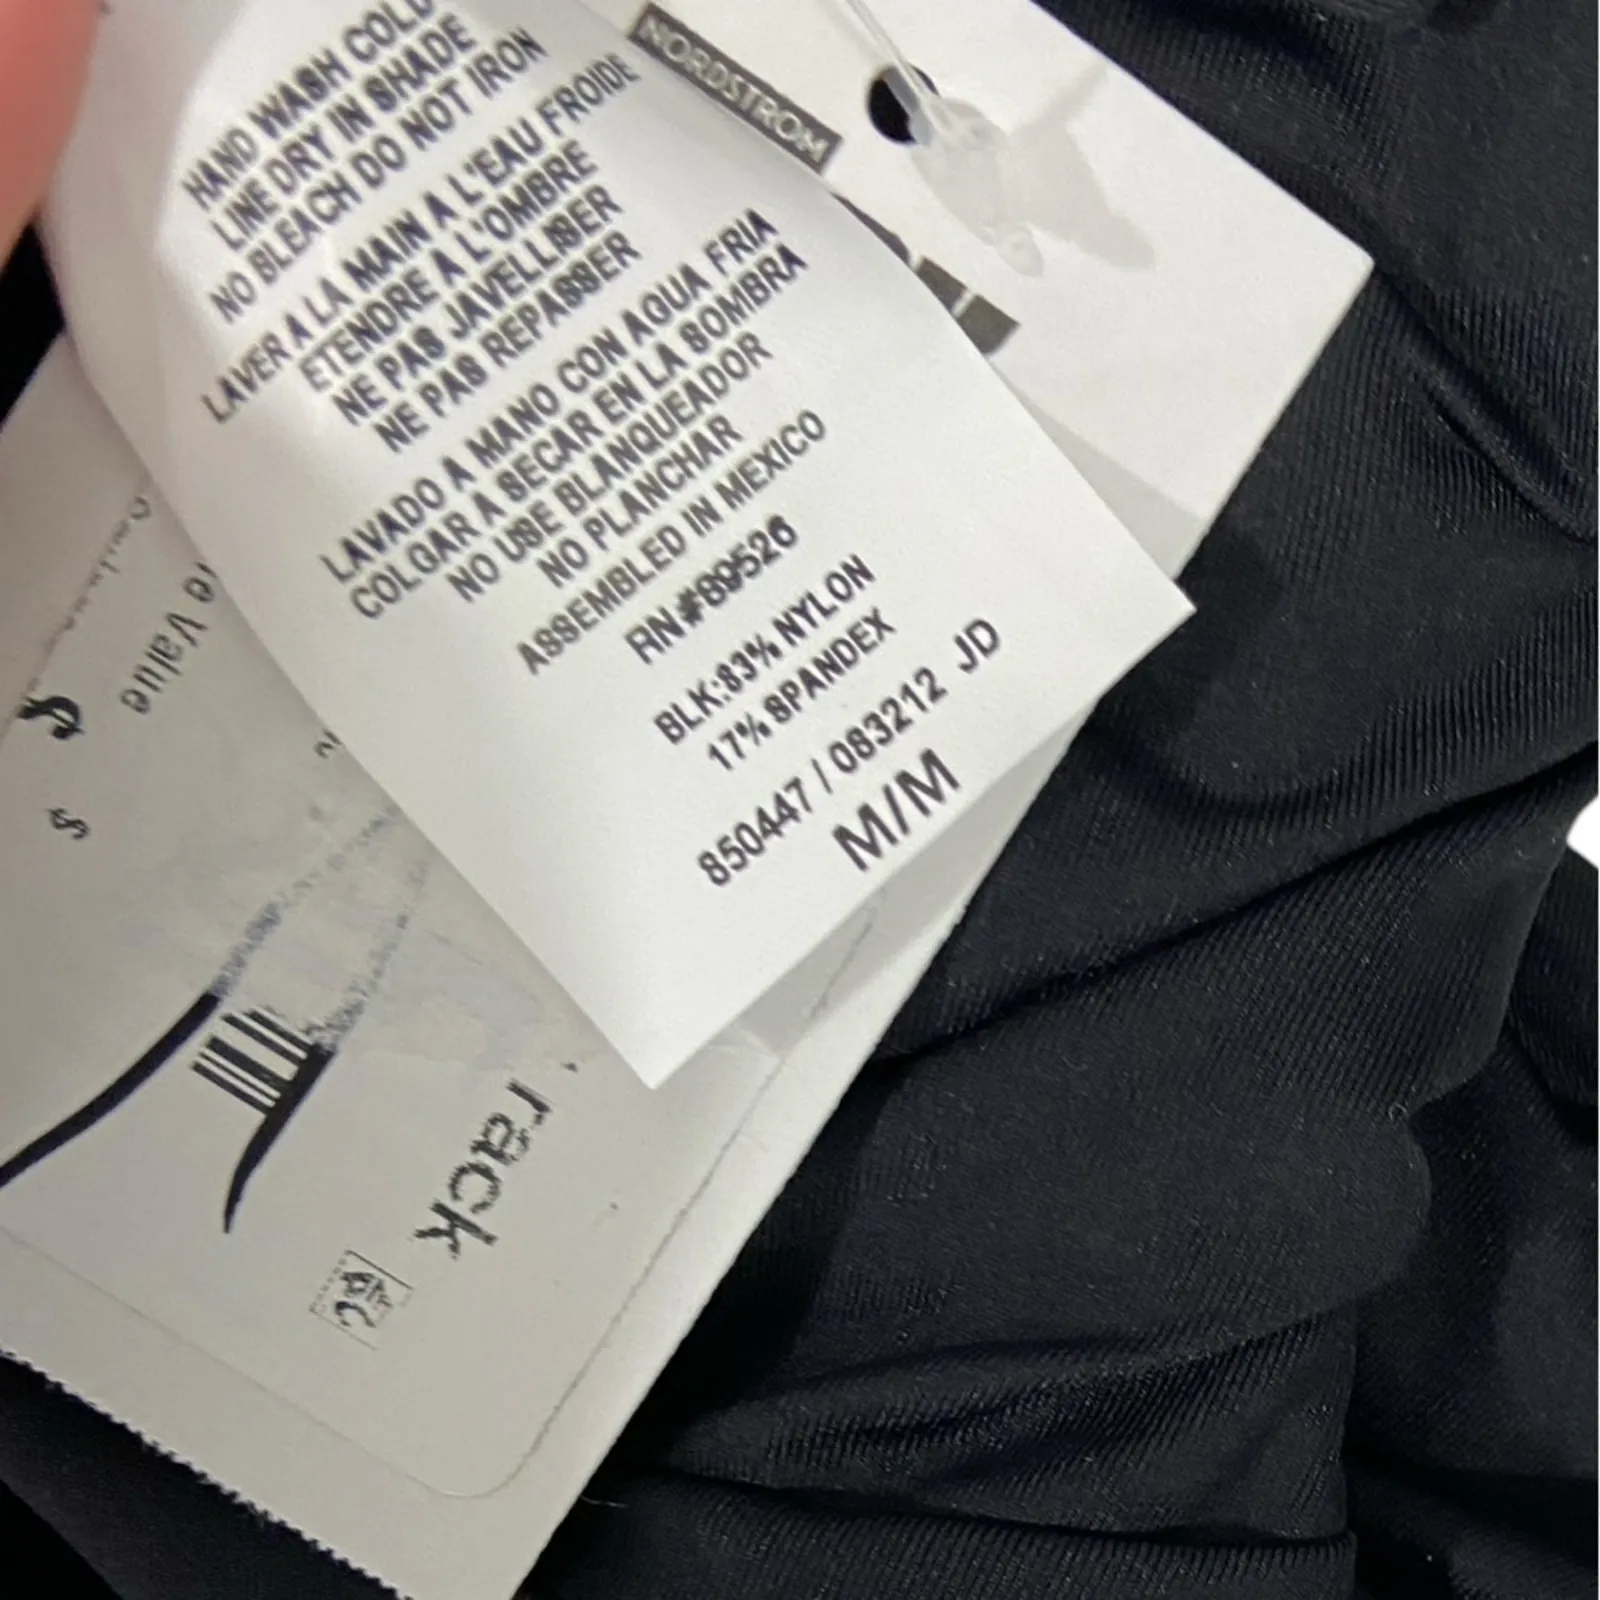 HAND WASH COLD
LINE DRY IN SHADE
NO BLEACH DO NOT IRON
LAVER A LA MAIN A L'EAU FROIDE
ETENDRE A L'OMBRE
NE PAS JAVELLISER
NE PAS REPASSER
LAVADO A MANO CON AGUA FRIA
COLGAR A SECAR EN LA SOMBRA
NO USE BLANQUEADOR
NO PLANCHAR
ASSEMBLED IN MEXICO
RN#89526
BLK:83% NYLON
17% SPANDEX
850447 / 083212 JD
M/M
NORDSTROM
Value
$
rack